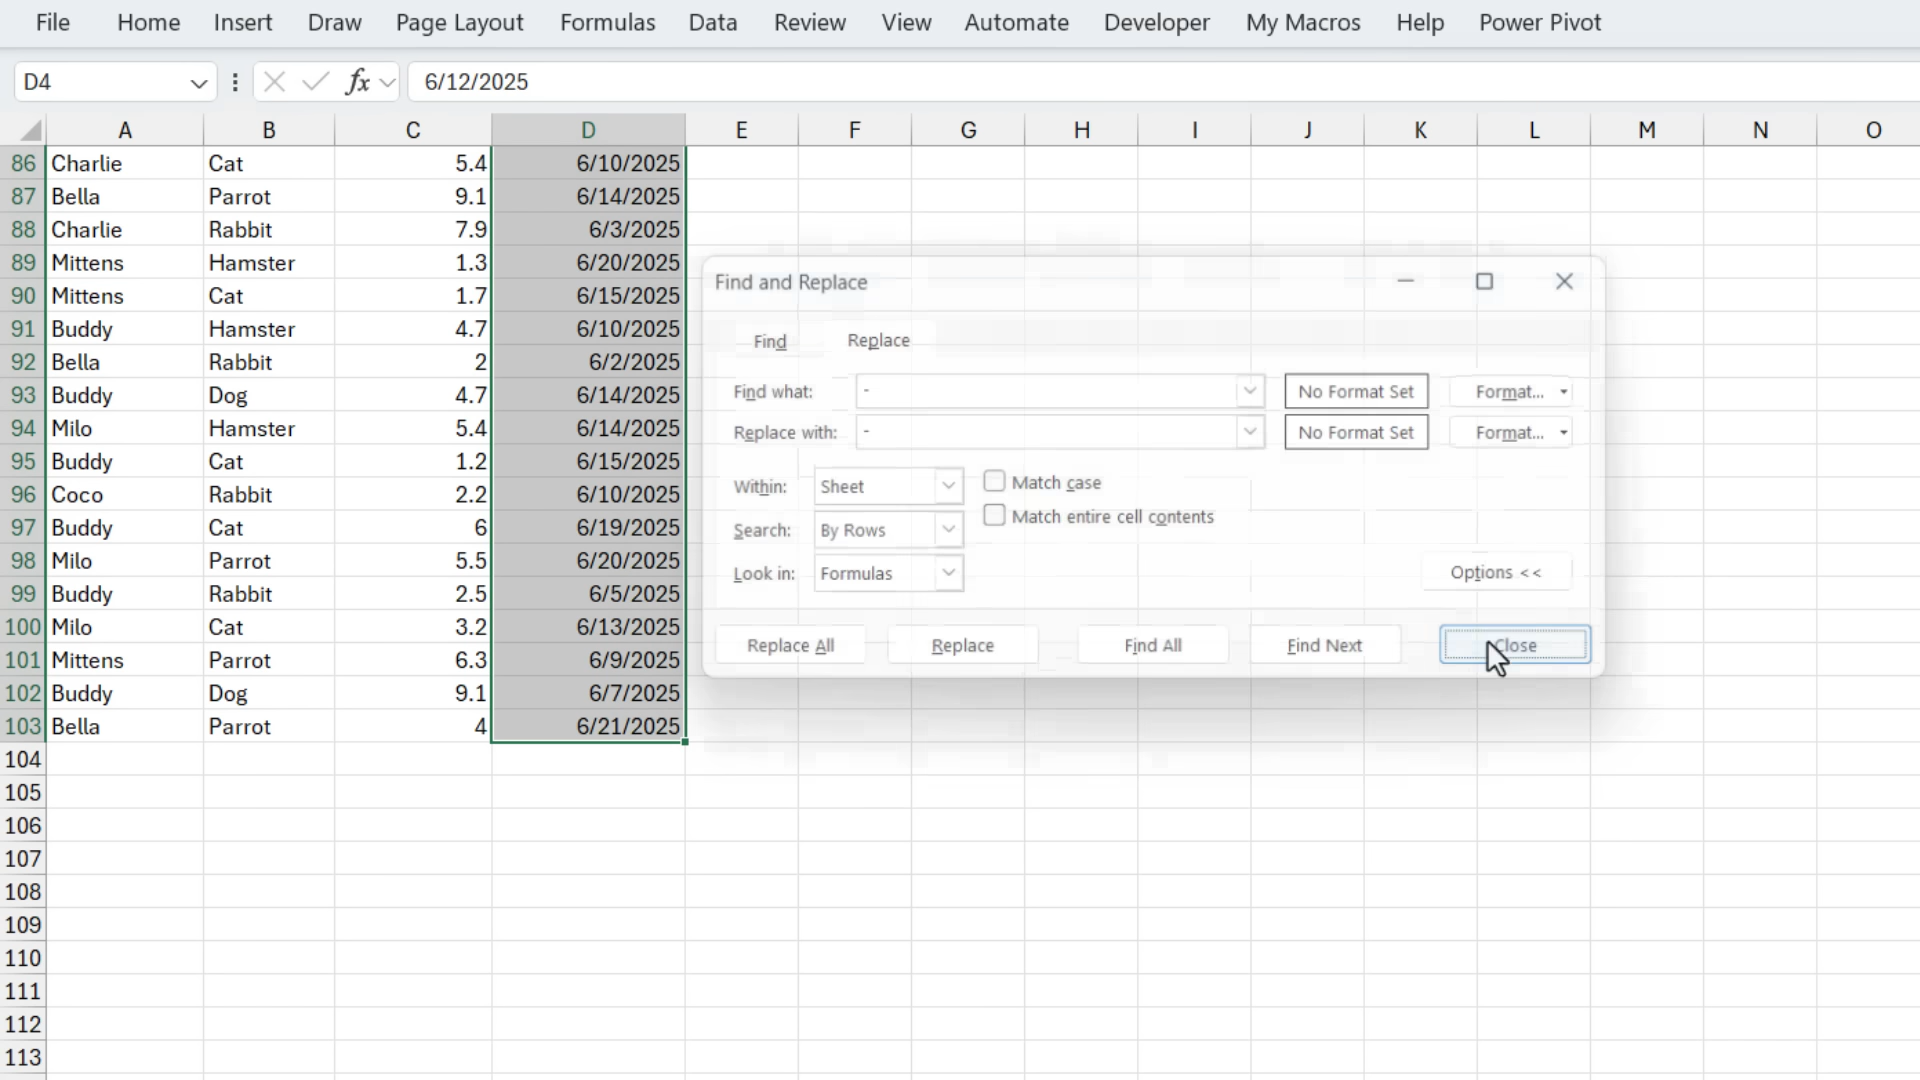 File Home Insert Draw Page Layout Formulas Data Review View Automate Developer My Macros Help Power Pivot
D4 fx 6/12/2025
A B C D E F G H I J K L M N O
86 Charlie Cat 5.4 6/10/2025
87 Bella Parrot 9.1 6/14/2025
88 Charlie Rabbit 7.9 6/3/2025
89 Mittens Hamster 1.3 6/20/2025
90 Mittens Cat 1.7 6/15/2025
91 Buddy Hamster 4.7 6/10/2025
92 Bella Rabbit 2 6/2/2025
93 Buddy Dog 4.7 6/14/2025
94 Milo Hamster 5.4 6/14/2025
95 Buddy Cat 1.2 6/15/2025
96 Coco Rabbit 2.2 6/10/2025
97 Buddy Cat 6 6/19/2025
98 Milo Parrot 5.5 6/20/2025
99 Buddy Rabbit 2.5 6/5/2025
100 Milo Cat 3.2 6/13/2025
101 Mittens Parrot 6.3 6/9/2025
102 Buddy Dog 9.1 6/7/2025
103 Bella Parrot 4 6/21/2025
104
105
106
107
108
109
110
111
112
113
Find and Replace
Find Replace
Find what: - No Format Set Format...
Replace with: - No Format Set Format...
Within: Sheet Match case
Match entire cell contents
Search: By Rows
Look in: Formulas Options <<
Replace All Replace Find All Find Next Close